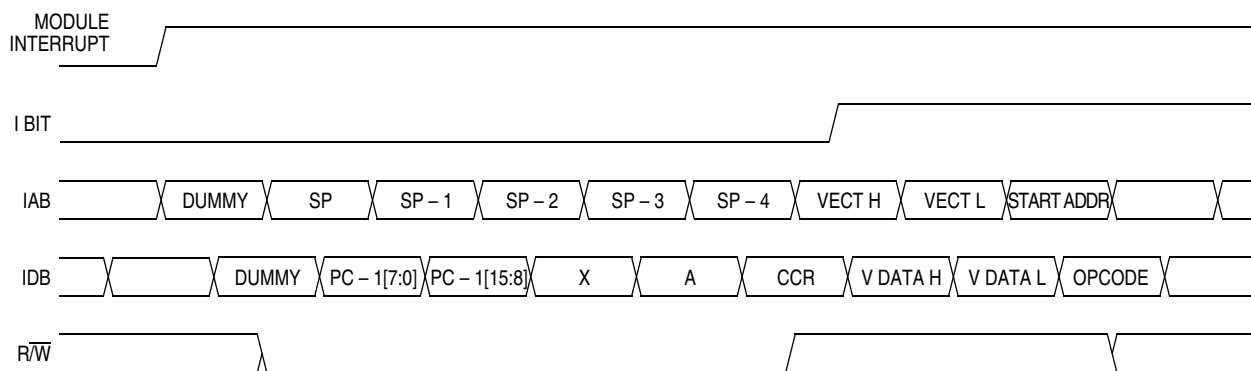 MODULE
INTERRUPT
I BIT
IAB DUMMY SP SP – 1 SP – 2 SP – 3 SP – 4 VECT H VECT L START ADDR
IDB DUMMY PC – 1[7:0] PC – 1[15:8] X A CCR V DATA H V DATA L OPCODE
R/W